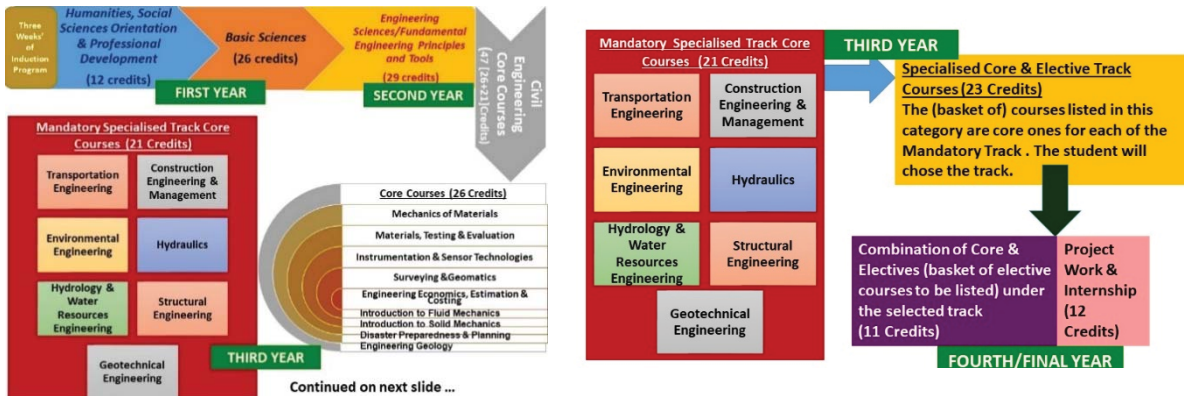 Three
Weeks' of
Induction
Program
Humanities, Social
Sciences Orientation
& Professional
Development
(12 credits)
Basic Sciences
(26 credits)
Engineering
Sciences/Fundamental
Engineering Principles
and Tools
(29 credits)
FIRST YEAR
SECOND YEAR
Civil
Engineering
Core Courses
(47 [26+21]Credits)
Mandatory Specialised Track Core
Courses (21 Credits)
Transportation
Engineering
Construction
Engineering &
Management
Environmental
Engineering
Hydraulics
Hydrology &
Water
Resources
Engineering
Structural
Engineering
Geotechnical
Engineering
THIRD YEAR
Core Courses (26 Credits)
Mechanics of Materials
Materials, Testing & Evaluation
Instrumentation & Sensor Technologies
Surveying &Geomatics
Engineering Economics, Estimation &
Costing
Introduction to Fluid Mechanics
Introduction to Solid Mechanics
Disaster Preparedness & Planning
Engineering Geology
Continued on next slide ...
Mandatory Specialised Track Core
Courses (21 Credits)
Transportation
Engineering
Construction
Engineering &
Management
Environmental
Engineering
Hydraulics
Hydrology &
Water
Resources
Engineering
Structural
Engineering
Geotechnical
Engineering
THIRD YEAR
Specialised Core & Elective Track
Courses (23 Credits)
The (basket of) courses listed in this
category are core ones for each of the
Mandatory Track . The student will
chose the track.
Combination of Core &
Electives (basket of elective
courses to be listed) under
the selected track
(11 Credits)
Project
Work &
Internship
(12
Credits)
FOURTH/FINAL YEAR